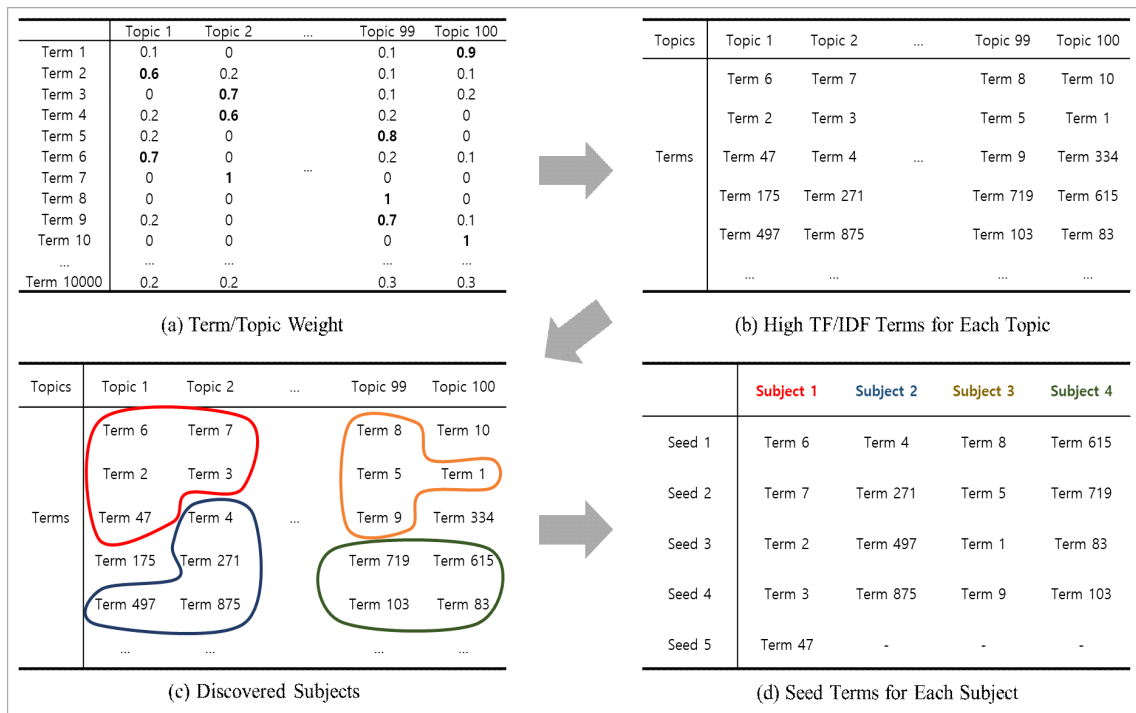 Topic 1 Topic 2 ... Topic 99 Topic 100
Term 1 0.1 0 0.1 0.9
Term 2 0.6 0.2 0.1 0.1
Term 3 0 0.7 0.1 0.2
Term 4 0.2 0.6 0.2 0
Term 5 0.2 0 0.8 0
Term 6 0.7 0 0.2 0.1
...
Term 7 0 1 0 0
Term 8 0 0 1 0
Term 9 0.2 0 0.7 0.1
Term 10 0 0 0 1
... ... ... ... ...
Term 10000 0.2 0.2 0.3 0.3
(a) Term/Topic Weight
Topics Topic 1 Topic 2 ... Topic 99 Topic 100
Term 6 Term 7 Term 8 Term 10
Term 2 Term 3 Term 5 Term 1
Terms Term 47 Term 4 ... Term 9 Term 334
Term 175 Term 271 Term 719 Term 615
Term 497 Term 875 Term 103 Term 83
... ... ... ...
(b) High TF/IDF Terms for Each Topic
Topics Topic 1 Topic 2 ... Topic 99 Topic 100
Term 6 Term 7 Term 8 Term 10
Term 2 Term 3 Term 5 Term 1
Terms Term 47 Term 4 ... Term 9 Term 334
Term 175 Term 271 Term 719 Term 615
Term 497 Term 875 Term 103 Term 83
... ... ... ...
(c) Discovered Subjects
Subject 1 Subject 2 Subject 3 Subject 4
Seed 1 Term 6 Term 4 Term 8 Term 615
Seed 2 Term 7 Term 271 Term 5 Term 719
Seed 3 Term 2 Term 497 Term 1 Term 83
Seed 4 Term 3 Term 875 Term 9 Term 103
Seed 5 Term 47 - - -
(d) Seed Terms for Each Subject